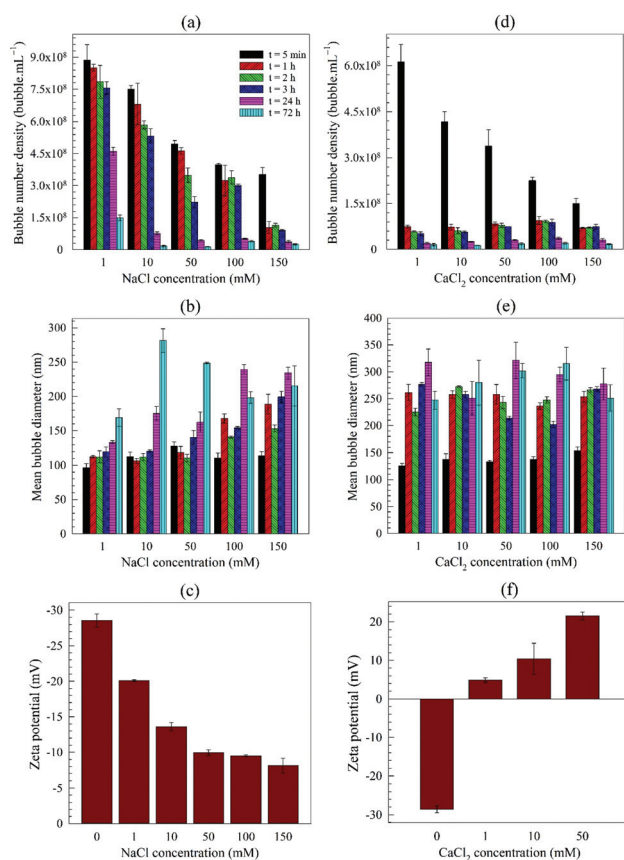 (a)
Bubble number density (bubble.mL⁻¹)
9.0x10⁸
7.5x10⁸
6.0x10⁸
4.5x10⁸
3.0x10⁸
1.5x10⁸
0
t = 5 min
t = 1 h
t = 2 h
t = 3 h
t = 24 h
t = 72 h
1 10 50 100 150
NaCl concentration (mM)
(d)
Bubble number density (bubble.mL⁻¹)
6.0x10⁸
3.0x10⁸
0
1 10 50 100 150
CaCl₂ concentration (mM)
(b)
Mean bubble diameter (nm)
300
250
200
150
100
50
0
1 10 50 100 150
NaCl concentration (mM)
(e)
Mean bubble diameter (nm)
400
350
300
250
200
150
100
50
0
1 10 50 100 150
CaCl₂ concentration (mM)
(c)
Zeta potential (mV)
-30
-25
-20
-15
-10
-5
0
0 1 10 50 100 150
NaCl concentration (mM)
(f)
Zeta potential (mV)
20
10
0
-10
-20
-30
0 1 10 50
CaCl₂ concentration (mM)